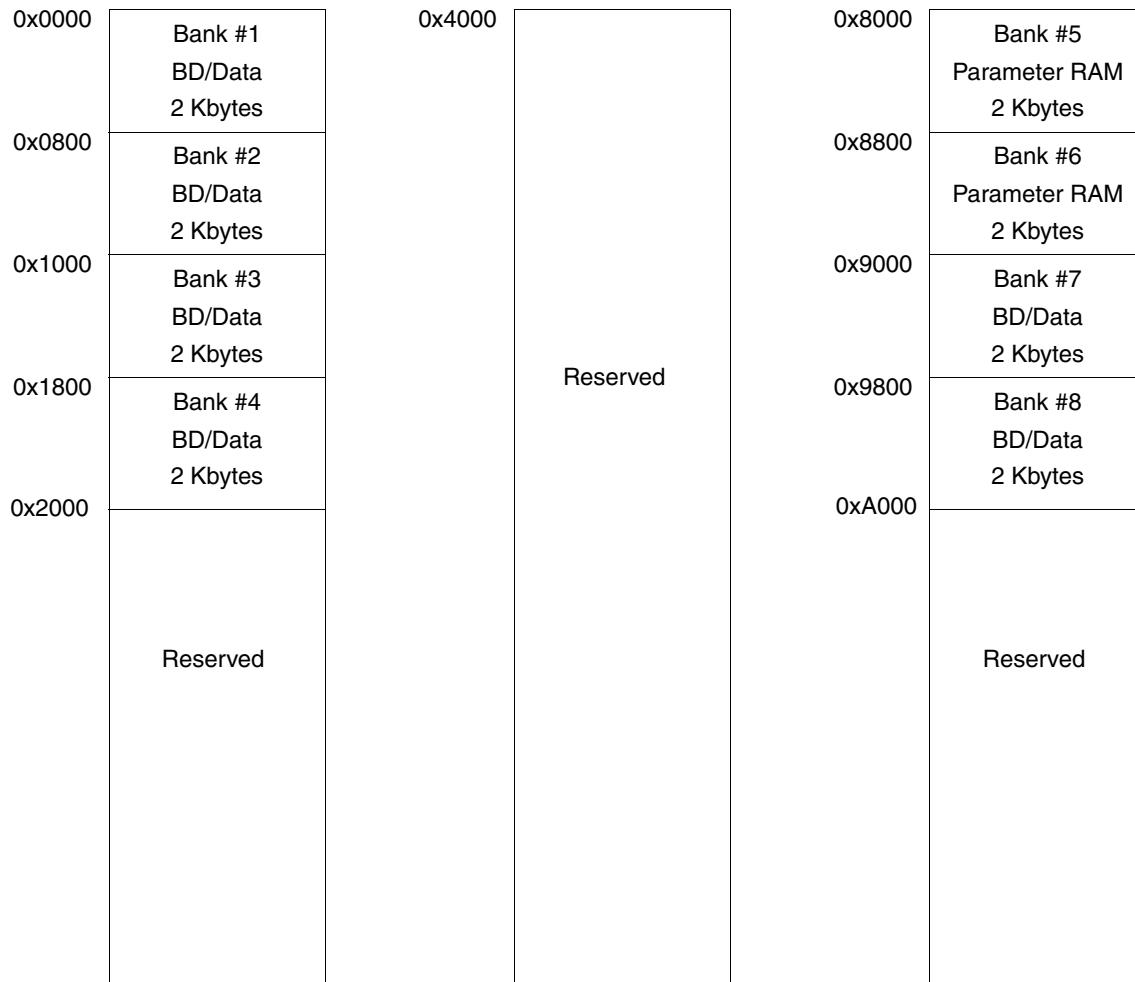 0x0000
Bank #1
BD/Data
2 Kbytes
0x0800
Bank #2
BD/Data
2 Kbytes
0x1000
Bank #3
BD/Data
2 Kbytes
0x1800
Bank #4
BD/Data
2 Kbytes
0x2000
Reserved
0x4000
Reserved
0x8000
Bank #5
Parameter RAM
2 Kbytes
0x8800
Bank #6
Parameter RAM
2 Kbytes
0x9000
Bank #7
BD/Data
2 Kbytes
0x9800
Bank #8
BD/Data
2 Kbytes
0xA000
Reserved